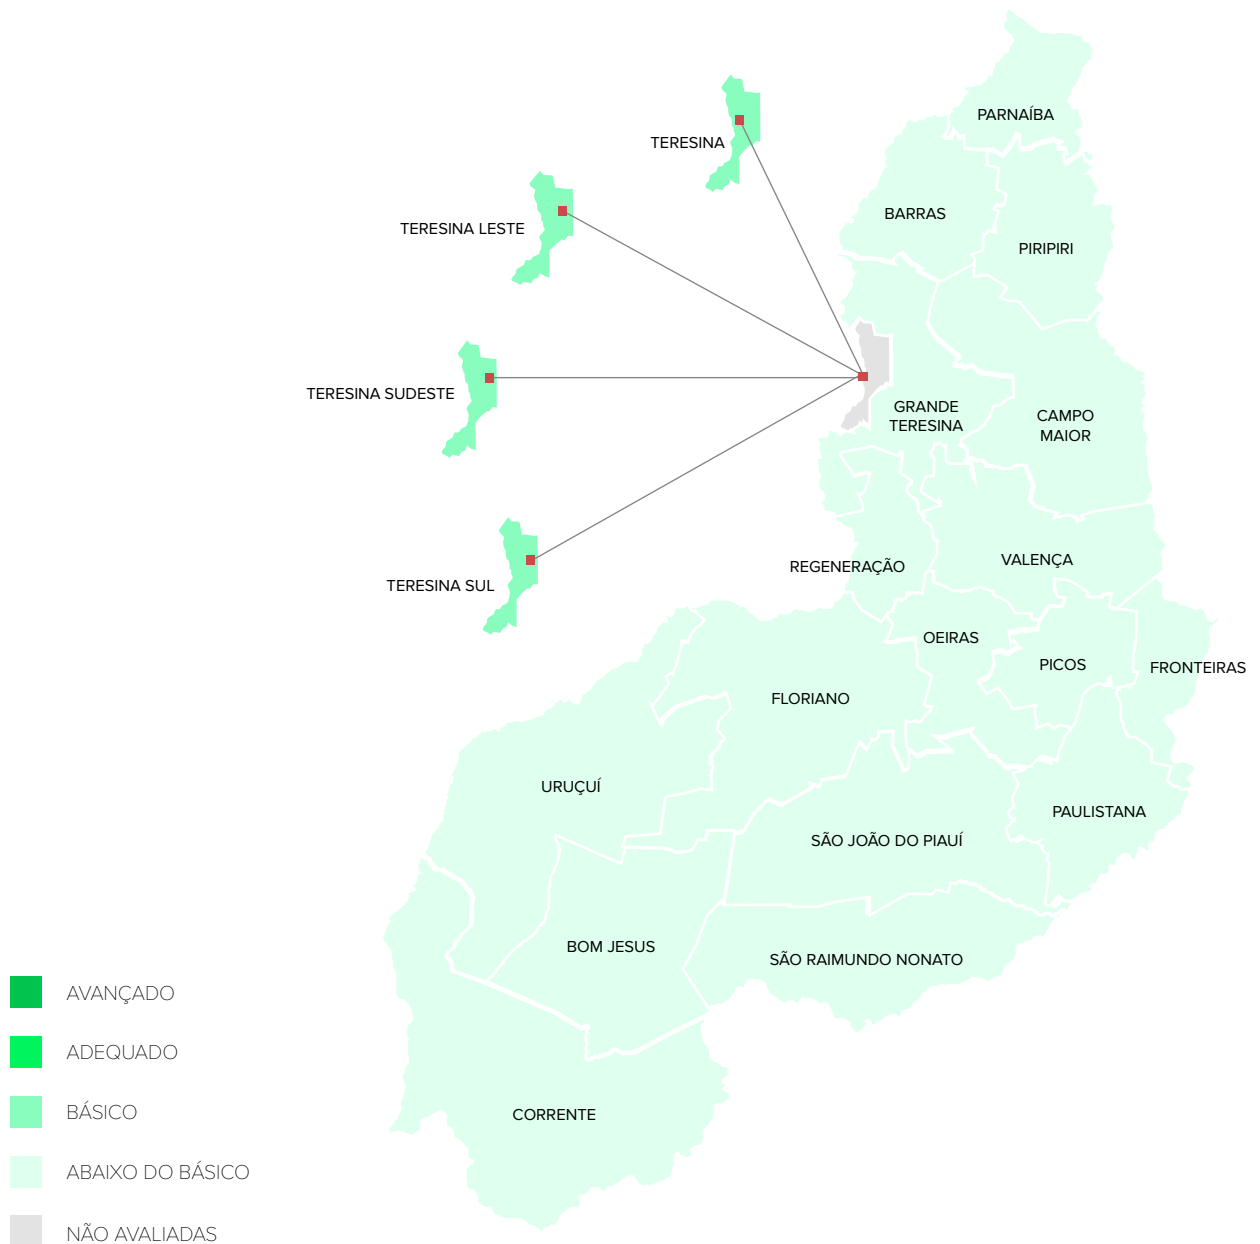 PARNAÍBA
TERESINA
BARRAS
TERESINA LESTE
PIRIPIRI
TERESINA SUDESTE
GRANDE
TERESINA
CAMPO
MAIOR
VALENÇA
REGENERAÇÃO
TERESINA SUL
OEIRAS
PICOS
FRONTEIRAS
FLORIANO
URUÇUÍ
PAULISTANA
SÃO JOÃO DO PIAUÍ
BOM JESUS
SÃO RAIMUNDO NONATO
CORRENTE
AVANÇADO
ADEQUADO
BÁSICO
ABAIXO DO BÁSICO
NÃO AVALIADAS